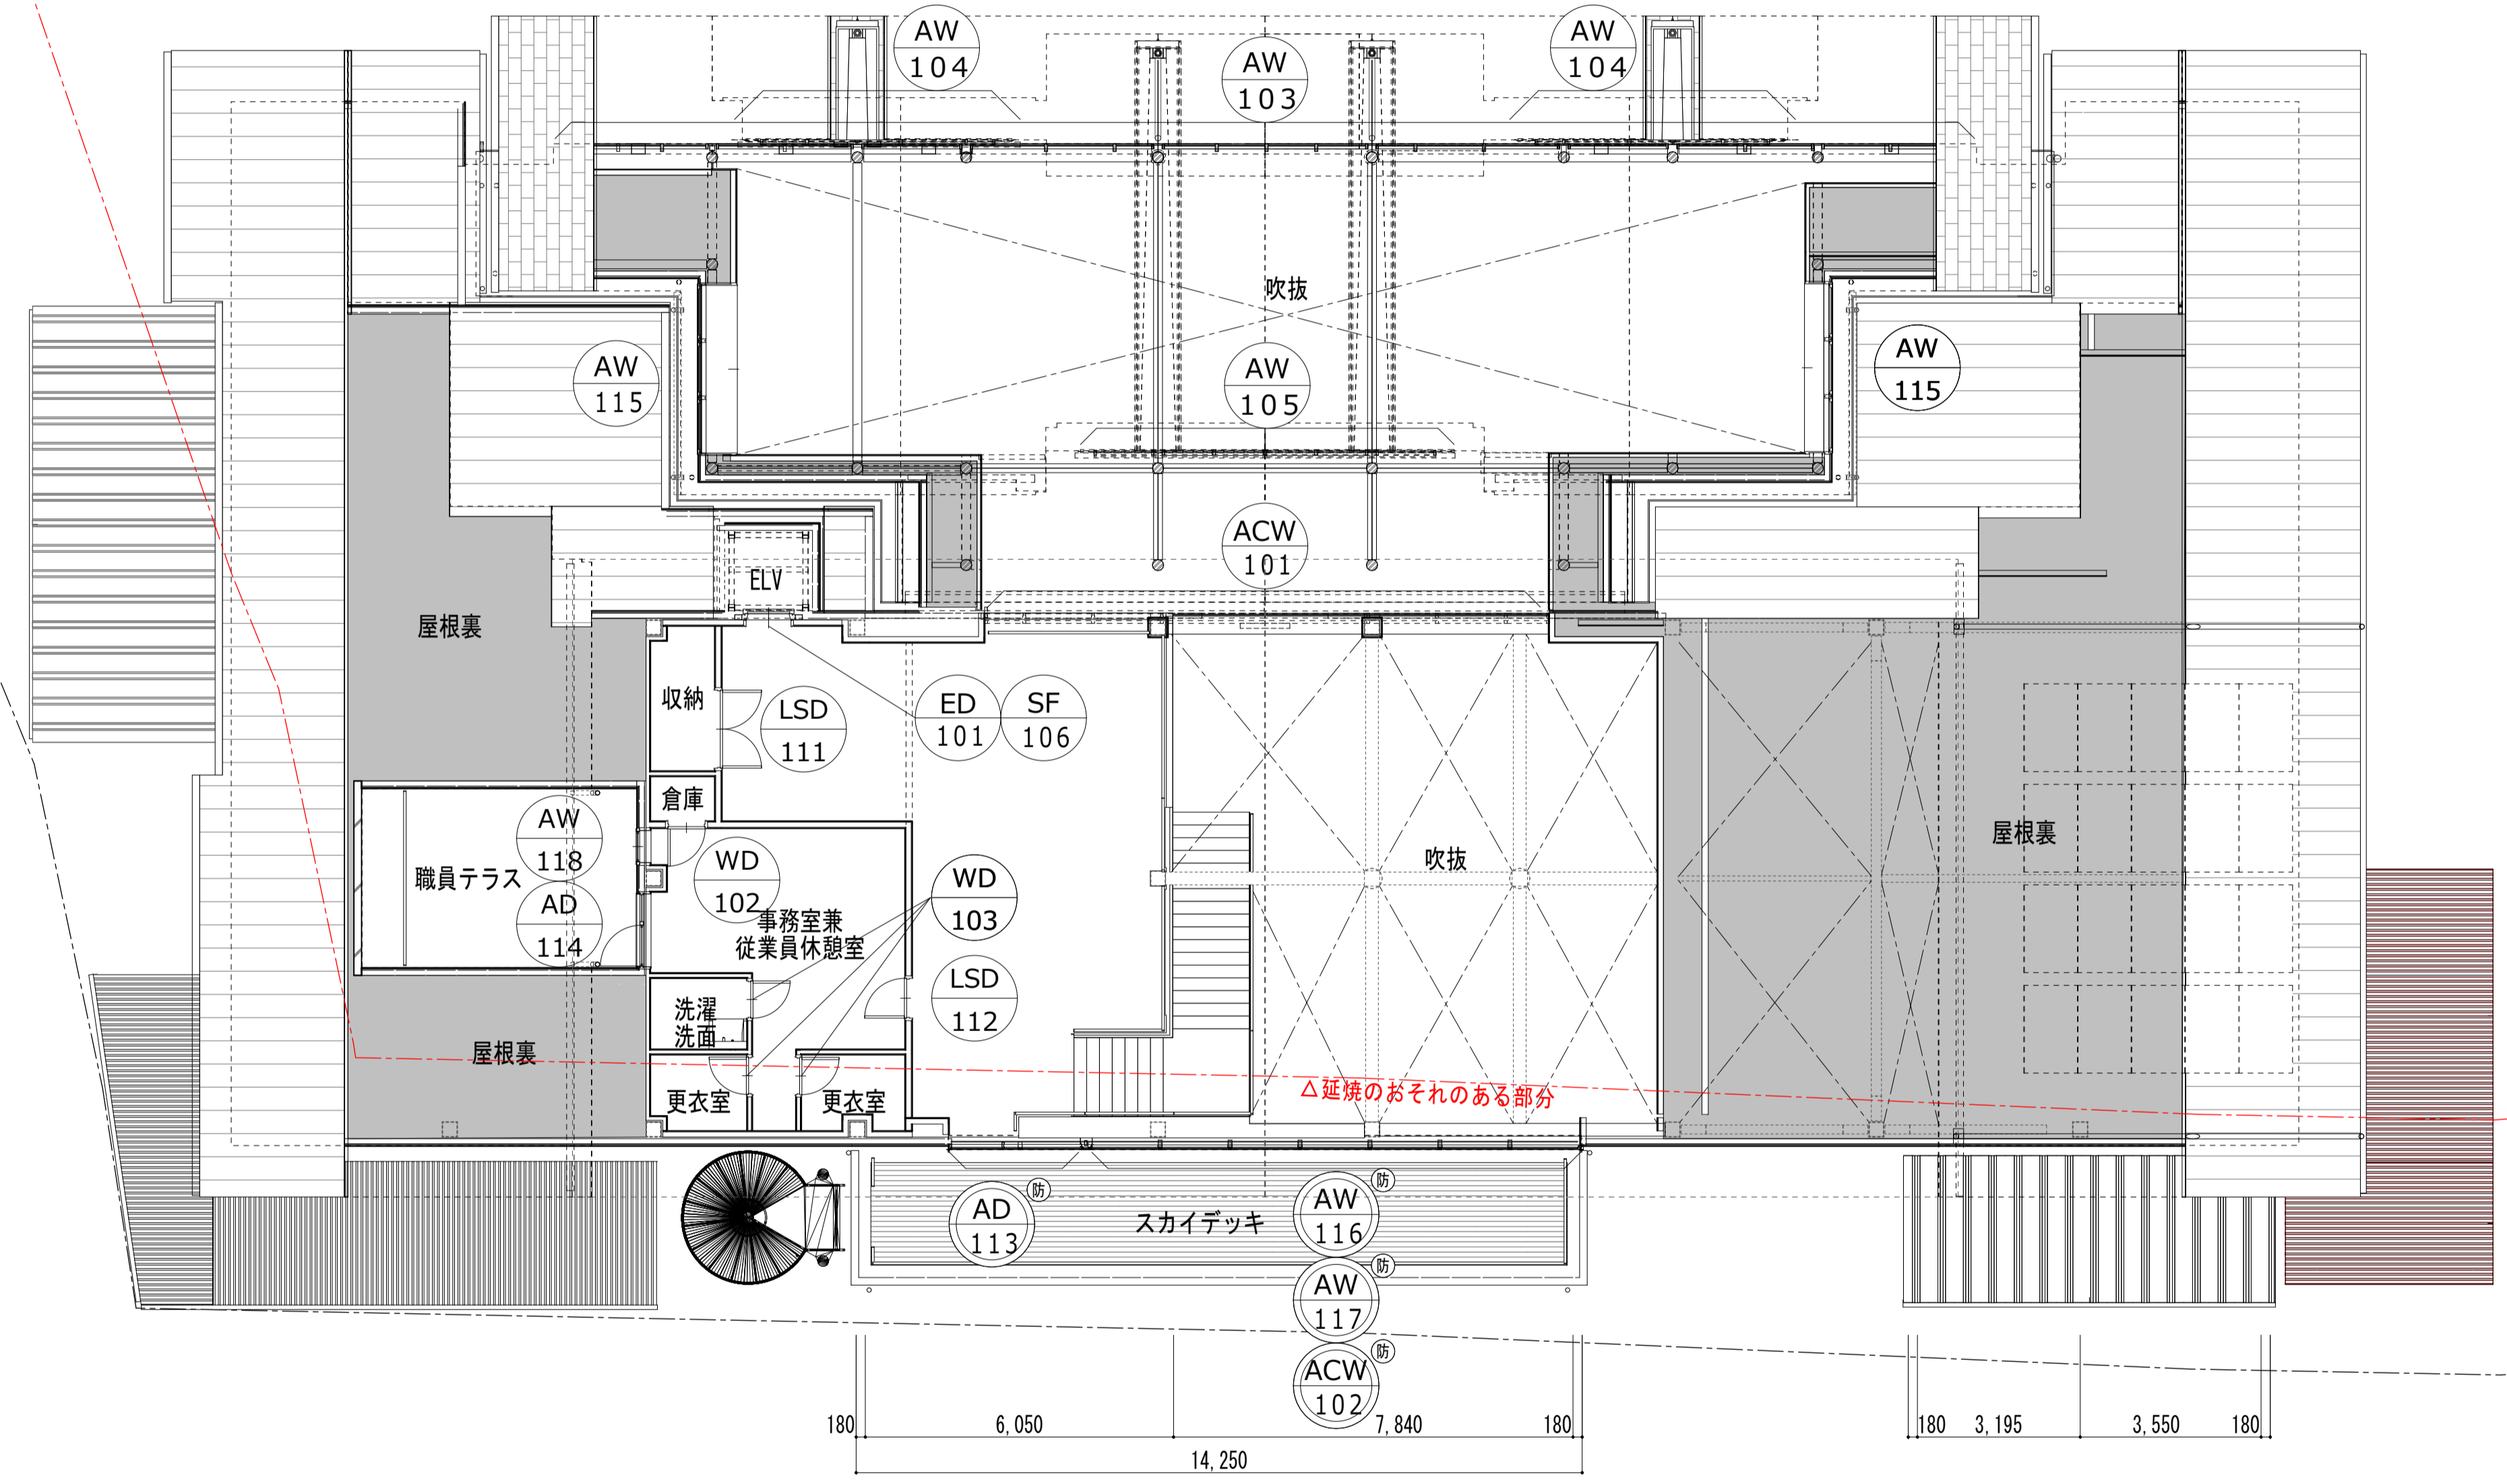 AW
104
AW
103
AW
104
吹抜
AW
115
AW
105
AW
115
ACW
101
ELV
屋根裏
収納
LSD
111
ED
101
SF
106
倉庫
AW
118
職員テラス
AD
114
WD
102
事務室兼
従業員休憩室
WD
103
LSD
112
吹抜
屋根裏
洗濯
洗面
屋根裏
更衣室
更衣室
△延焼のおそれのある部分
AD
113
防
スカイデッキ
AW
116
防
AW
117
防
ACW
102
防
180
6,050
7,840
180
14,250
180
3,195
3,550
180